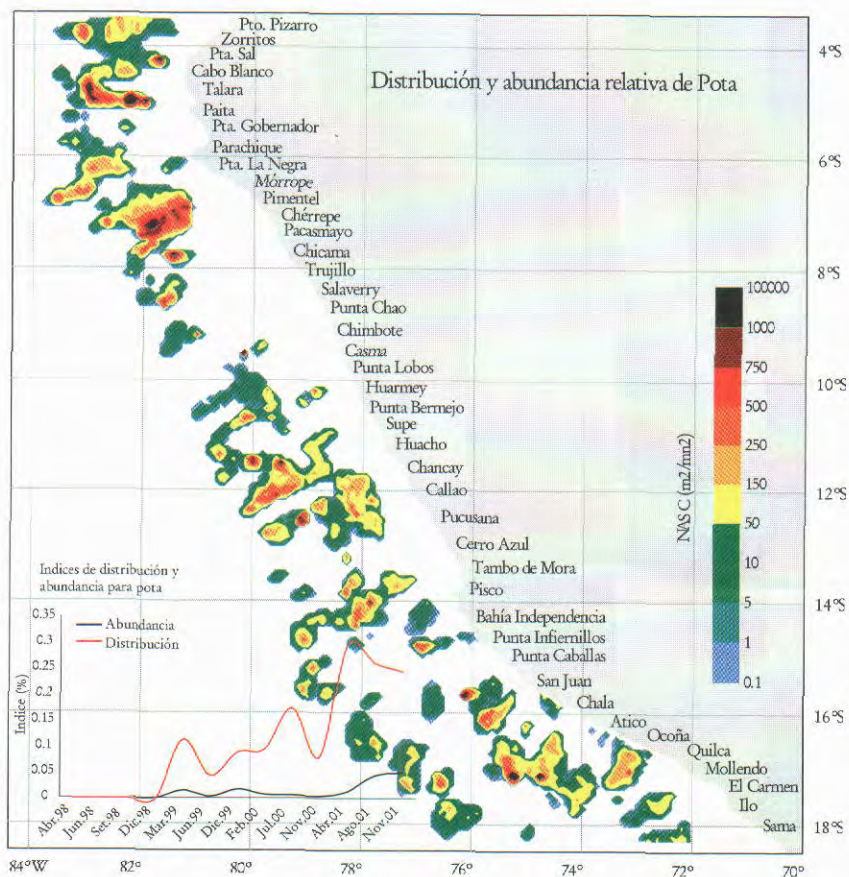 Distribución y abundancia relativa de Pota
Pto. Pizarro
Zorritos
Pta. Sal
Cabo Blanco
Talara
Paita
Pta. Gobernador
Parachique
Pta. La Negra
Mórrope
Pimentel
Chérrepe
Pacasmayo
Chicama
Trujillo
Salaverry
Punta Chao
Chimbote
Casma
Punta Lobos
Huarmey
Punta Bermejo
Supe
Huacho
Chancay
Callao
Pucusana
Cerro Azul
Tambo de Mora
Pisco
Bahía Independencia
Punta Infiernillos
Punta Caballas
San Juan
Chala
Atico
Ocoña
Quilca
Mollendo
El Carmen
Ilo
Sama
4°S
6°S
8°S
10°S
12°S
14°S
16°S
18°S
NASC (m2/mn2)
100000
1000
750
500
250
150
50
10
5
1
0.1
Indices de distribución y
abundancia para pota
Abundancia
Distribución
Indice (%)
0.35
0.3
0.25
0.2
0.15
0.1
0.05
0
Abr.98
Jun.98
Set.98
Dic.98
Mar.99
Jun.99
Dic.99
Feb.00
Jul.00
Nov.00
Abr.01
Ago.01
Nov.01
84°W
82°
80°
78°
76°
74°
72°
70°